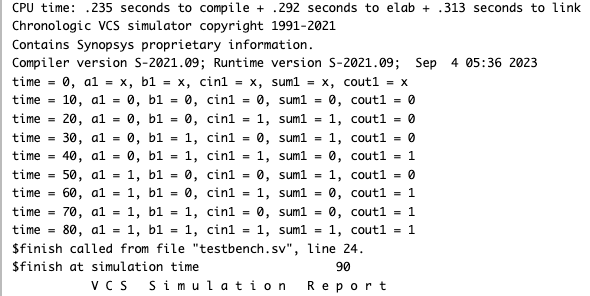 CPU time: .235 seconds to compile + .292 seconds to elab + .313 seconds to link
Chronologic VCS simulator copyright 1991-2021
Contains Synopsys proprietary information.
Compiler version S-2021.09; Runtime version S-2021.09;  Sep  4 05:36 2023
time = 0, a1 = x, b1 = x, cin1 = x, sum1 = x, cout1 = x
time = 10, a1 = 0, b1 = 0, cin1 = 0, sum1 = 0, cout1 = 0
time = 20, a1 = 0, b1 = 0, cin1 = 1, sum1 = 1, cout1 = 0
time = 30, a1 = 0, b1 = 1, cin1 = 0, sum1 = 1, cout1 = 0
time = 40, a1 = 0, b1 = 1, cin1 = 1, sum1 = 0, cout1 = 1
time = 50, a1 = 1, b1 = 0, cin1 = 0, sum1 = 1, cout1 = 0
time = 60, a1 = 1, b1 = 0, cin1 = 1, sum1 = 0, cout1 = 1
time = 70, a1 = 1, b1 = 1, cin1 = 0, sum1 = 0, cout1 = 1
time = 80, a1 = 1, b1 = 1, cin1 = 1, sum1 = 1, cout1 = 1
$finish called from file "testbench.sv", line 24.
$finish at simulation time                   90
V C S   S i m u l a t i o n   R e p o r t